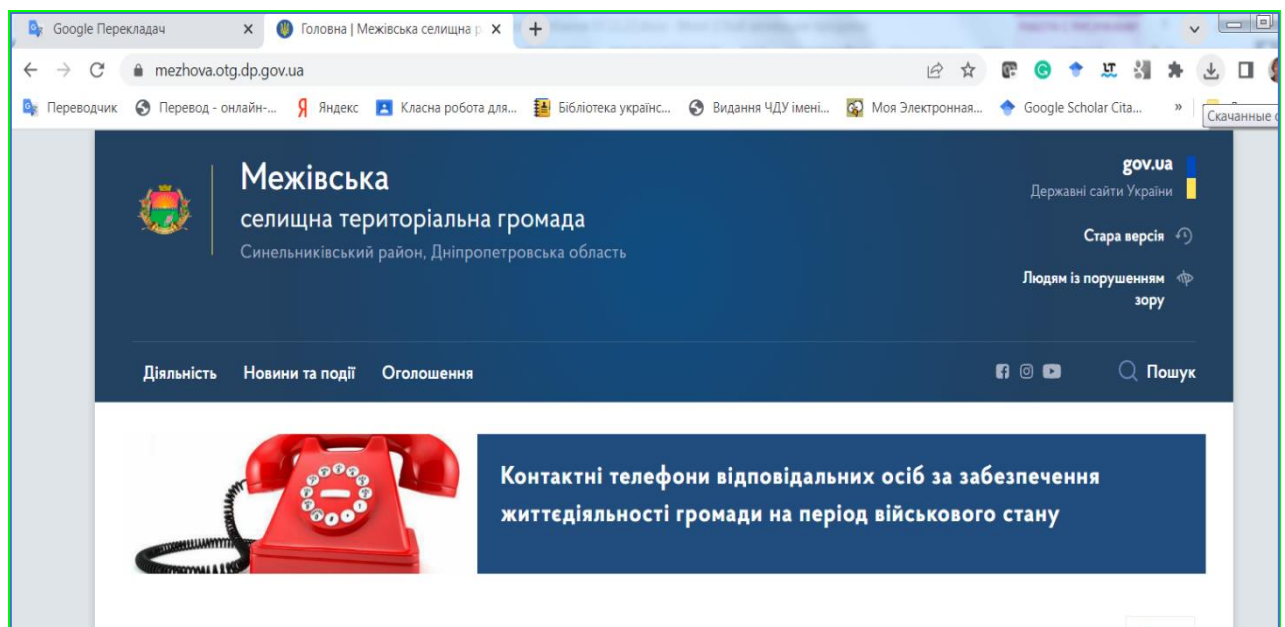 Google Перекладач
Головна | Межівська селищна р
mezhova.otg.dp.gov.ua
Переводчик Перевод - онлайн-... Яндекс Класна робота для... Бібліотека українс... Видання ЧДУ імені... Моя Электронная... Google Scholar Cita... »
Скачанные
Межівська
селищна територіальна громада
Синельниківський район, Дніпропетровська область
gov.ua
Державні сайти України
Стара версія
Людям із порушенням
зору
Діяльність Новини та події Оголошення
Пошук
Контактні телефони відповідальних осіб за забезпечення
життєдіяльності громади на період військового стану